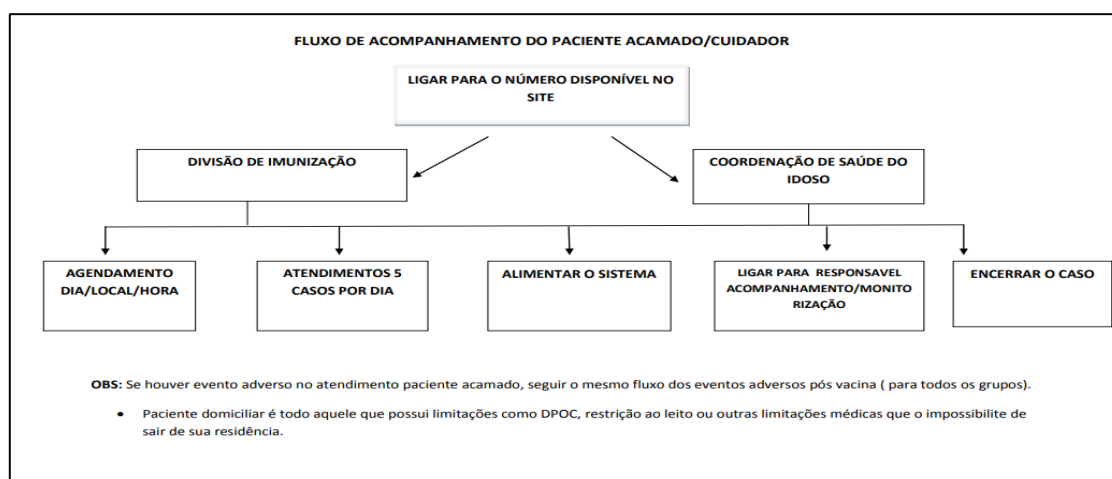 FLUXO DE ACOMPANHAMENTO DO PACIENTE ACAMADO/CUIDADOR
LIGAR PARA O NÚMERO DISPONÍVEL NO
SITE
DIVISÃO DE IMUNIZAÇÃO
COORDENAÇÃO DE SAÚDE DO
IDOSO
AGENDAMENTO
DIA/LOCAL/HORA
ATENDIMENTOS 5
CASOS POR DIA
ALIMENTAR O SISTEMA
LIGAR PARA RESPONSAVEL
ACOMPANHAMENTO/MONITO
RIZAÇÃO
ENCERRAR O CASO
OBS: Se houver evento adverso no atendimento paciente acamado, seguir o mesmo fluxo dos eventos adversos pós vacina ( para todos os grupos).
• Paciente domiciliar é todo aquele que possui limitações como DPOC, restrição ao leito ou outras limitações médicas que o impossibilite de
sair de sua residência.